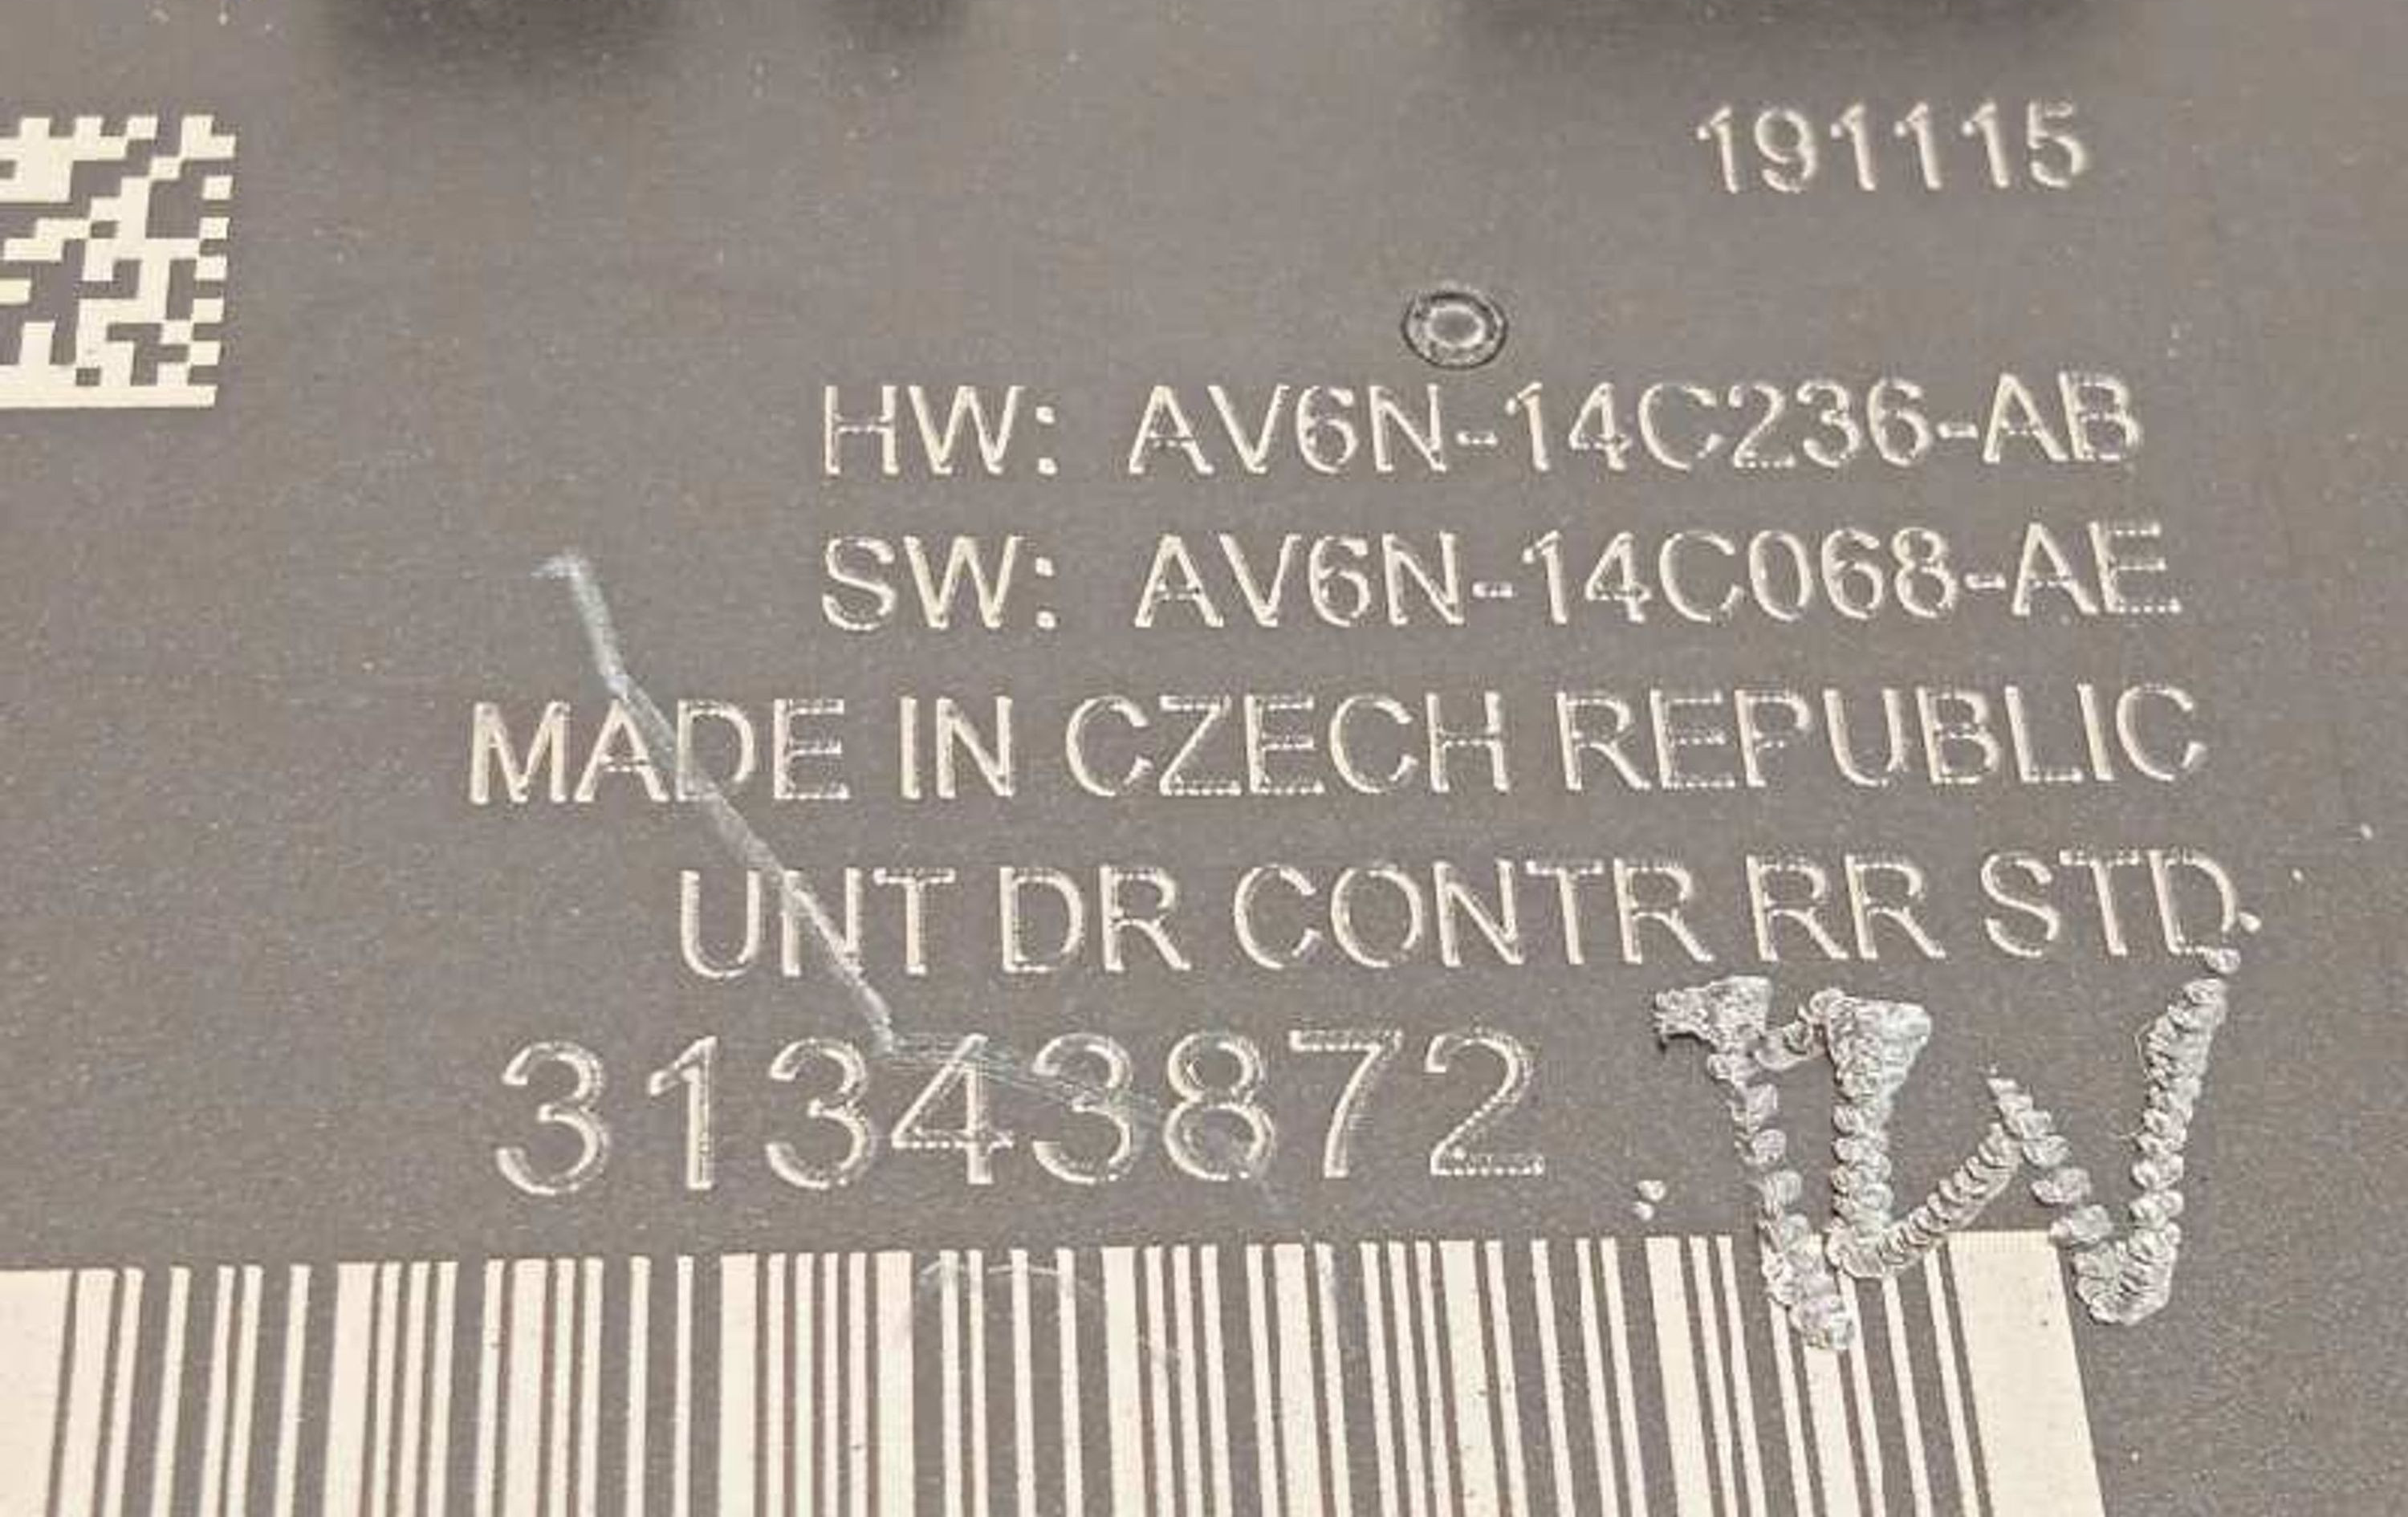 191115
HW: AV6N-14C236-AB
SW: AV6N-14C068-AE
MADE IN CZECH REPUBLIC
UNT DR CONTR RR STD
31343872